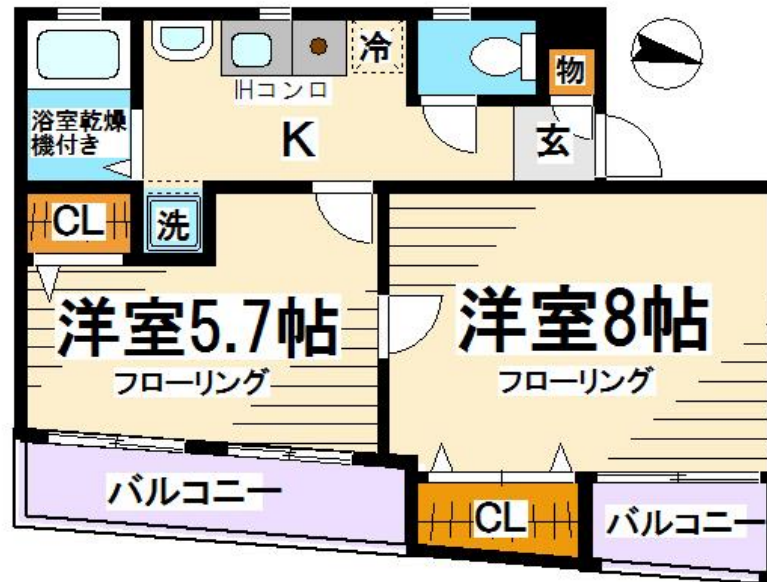 冷
物
IHコンロ
浴室乾燥
機付き
K
玄
CL
洗
洋室5.7帖
フローリング
洋室8帖
フローリング
バルコニー
CL
バルコニー